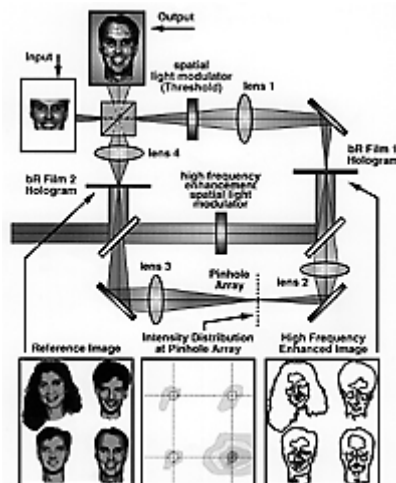 Output
Input
spatial
light modulator
(Threshold)
lens 1
lens 4
bR Film 2
Hologram
high frequency
enhancement
spatial light
modulator
bR Film 1
Hologram
lens 3
Pinhole
Array
lens 2
Reference Image
Intensity Distribution
at Pinhole Array
High Frequency
Enhanced Image